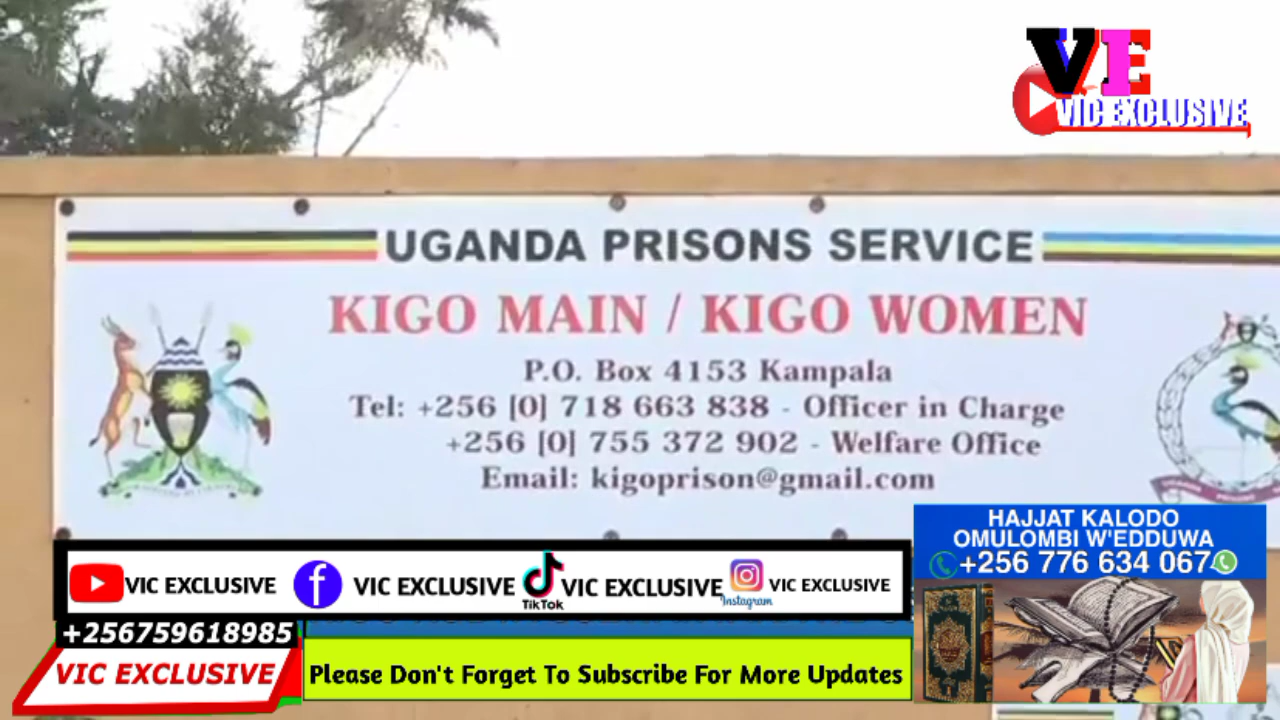 VE
VIC EXCLUSIVE
UGANDA PRISONS SERVICE
KIGO MAIN / KIGO WOMEN
P.O. Box 4153 Kampala
Tel: +256 [0] 718 663 838 - Officer in Charge
+256 [0] 755 372 902 - Welfare Office
Email: kigoprison@gmail.com
HAJJAT KALODO
OMULOMBI W'EDDUWA
+256 776 634 067
VIC EXCLUSIVE VIC EXCLUSIVE TikTok VIC EXCLUSIVE Instagram VIC EXCLUSIVE
+256759618985
VIC EXCLUSIVE
Please Don't Forget To Subscribe For More Updates